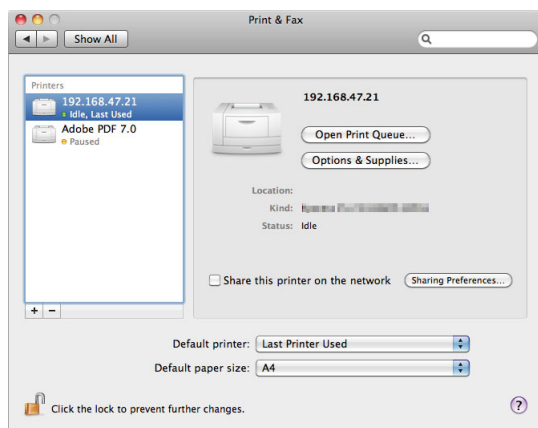 Print & Fax
Show All
Printers
192.168.47.21
Idle, Last Used
Adobe PDF 7.0
Paused
192.168.47.21
Open Print Queue...
Options & Supplies...
Location:
Kind:
Status: Idle
Share this printer on the network
Sharing Preferences...
+ −
Default printer: Last Printer Used
Default paper size: A4
Click the lock to prevent further changes.
?